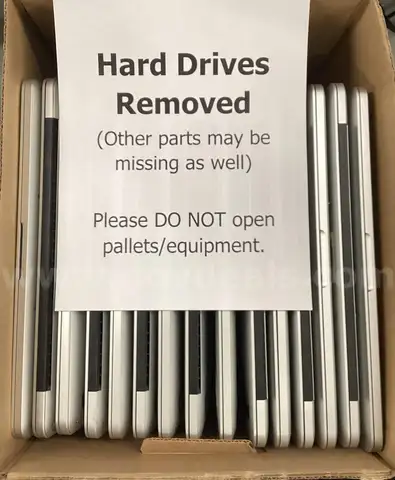 Hard Drives
Removed
(Other parts may be
missing as well)
Please DO NOT open
pallets/equipment.